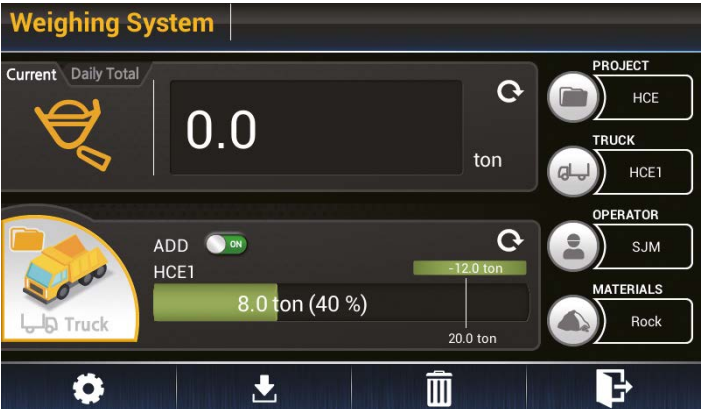 Weighing System
Current Daily Total
0.0
ton
ADD ON
HCE1
-12.0 ton
8.0 ton (40 %)
20.0 ton
Truck
PROJECT
HCE
TRUCK
HCE1
OPERATOR
SJM
MATERIALS
Rock